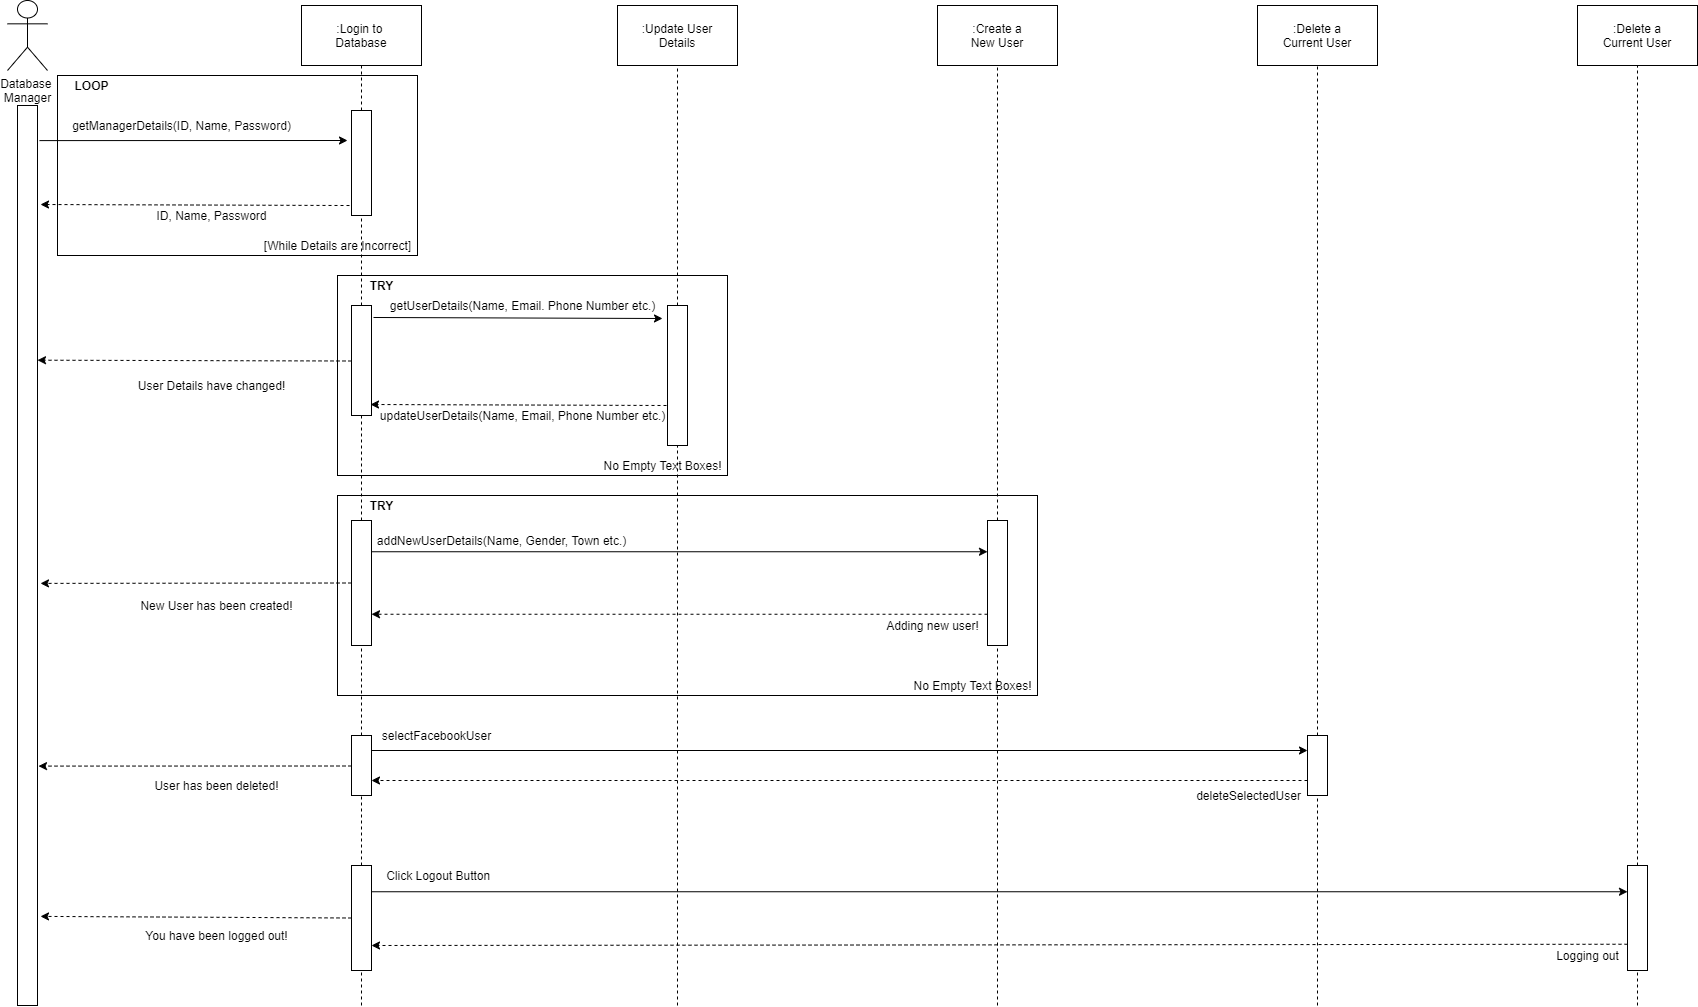 :Login to
Database
:Update User
Details
:Create a
New User
:Delete a
Current User
:Delete a
Current User
Database
Manager
LOOP
getManagerDetails(ID, Name, Password)
ID, Name, Password
[While Details are Incorrect]
TRY
getUserDetails(Name, Email. Phone Number etc.)
User Details have changed!
updateUserDetails(Name, Email, Phone Number etc.)
No Empty Text Boxes!
TRY
addNewUserDetails(Name, Gender, Town etc.)
New User has been created!
Adding new user!
No Empty Text Boxes!
selectFacebookUser
User has been deleted!
deleteSelectedUser
Click Logout Button
You have been logged out!
Logging out